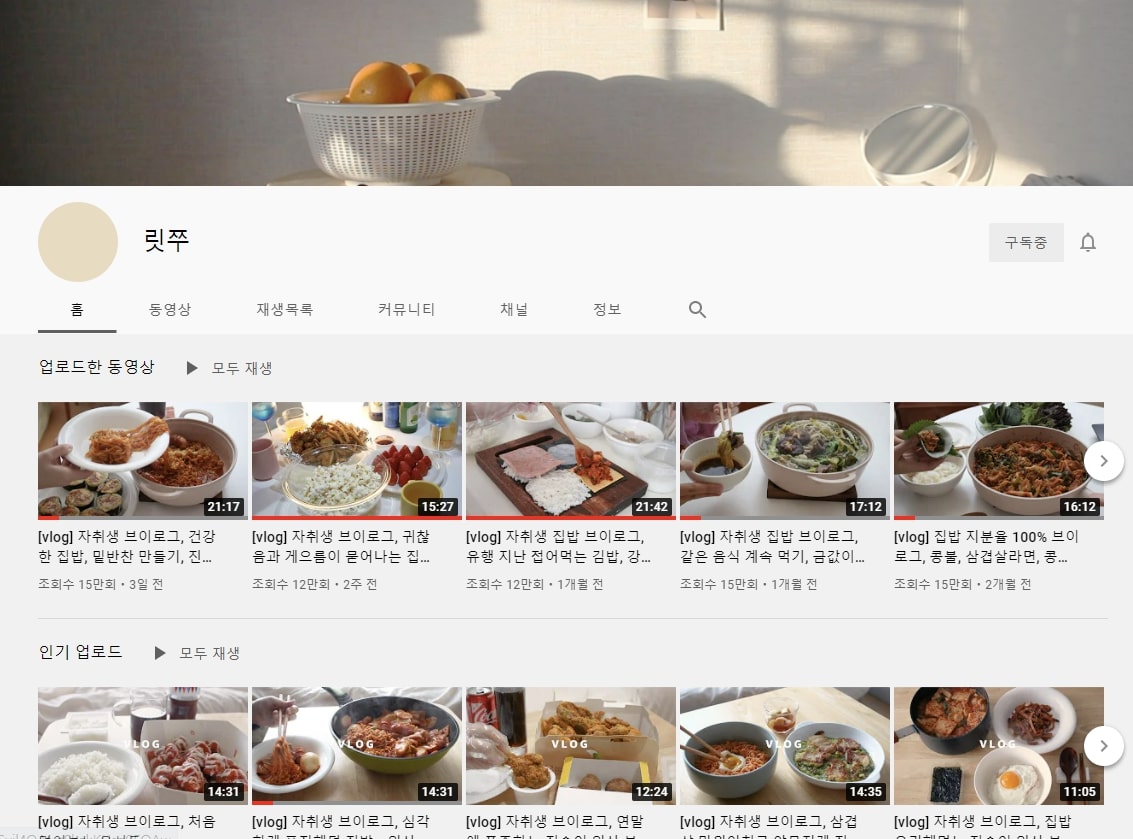 릿쭈
구독중
홈
동영상
재생목록
커뮤니티
채널
정보
업로드한 동영상
모두 재생
21:17
15:27
21:42
17:12
16:12
[vlog] 자취생 브이로그, 건강
한 집밥, 밑반찬 만들기, 진...
조회수 15만회 • 3일 전
[vlog] 자취생 브이로그, 귀찮
음과 게으름이 묻어나는 집...
조회수 12만회 • 2주 전
[vlog] 자취생 집밥 브이로그,
유행 지난 접어먹는 김밥, 강...
조회수 12만회 • 1개월 전
[vlog] 자취생 집밥 브이로그,
같은 음식 계속 먹기, 금값이...
조회수 15만회 • 1개월 전
[vlog] 집밥 지분율 100% 브이
로그, 콩불, 삼겹살라면, 콩...
조회수 15만회 • 2개월 전
인기 업로드
모두 재생
VLOG
14:31
VLOG
14:31
VLOG
12:24
VLOG
14:35
VLOG
11:05
[vlog] 자취생 브이로그, 처음
[vlog] 자취생 브이로그, 심각
[vlog] 자취생 브이로그, 연말
[vlog] 자취생 브이로그, 삼겹
[vlog] 자취생 브이로그, 집밥